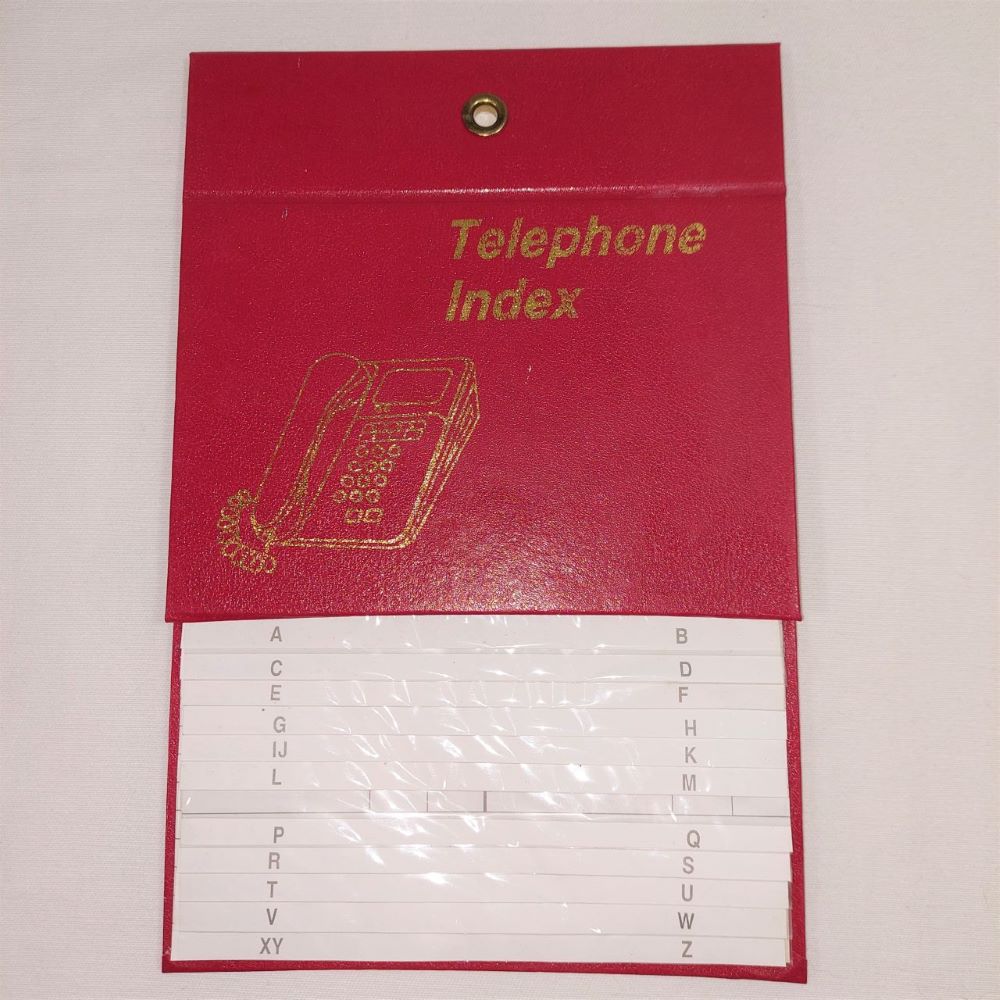 Telephone
Index
A B
C D
E F
G H
IJ K
L M
P Q
R S
T U
V W
XY Z